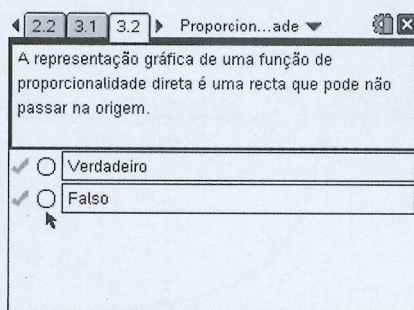 2.2 3.1 3.2 Proporcion...ade
A representação gráfica de uma função de
proporcionalidade direta é uma recta que pode não
passar na origem.
Verdadeiro
Falso